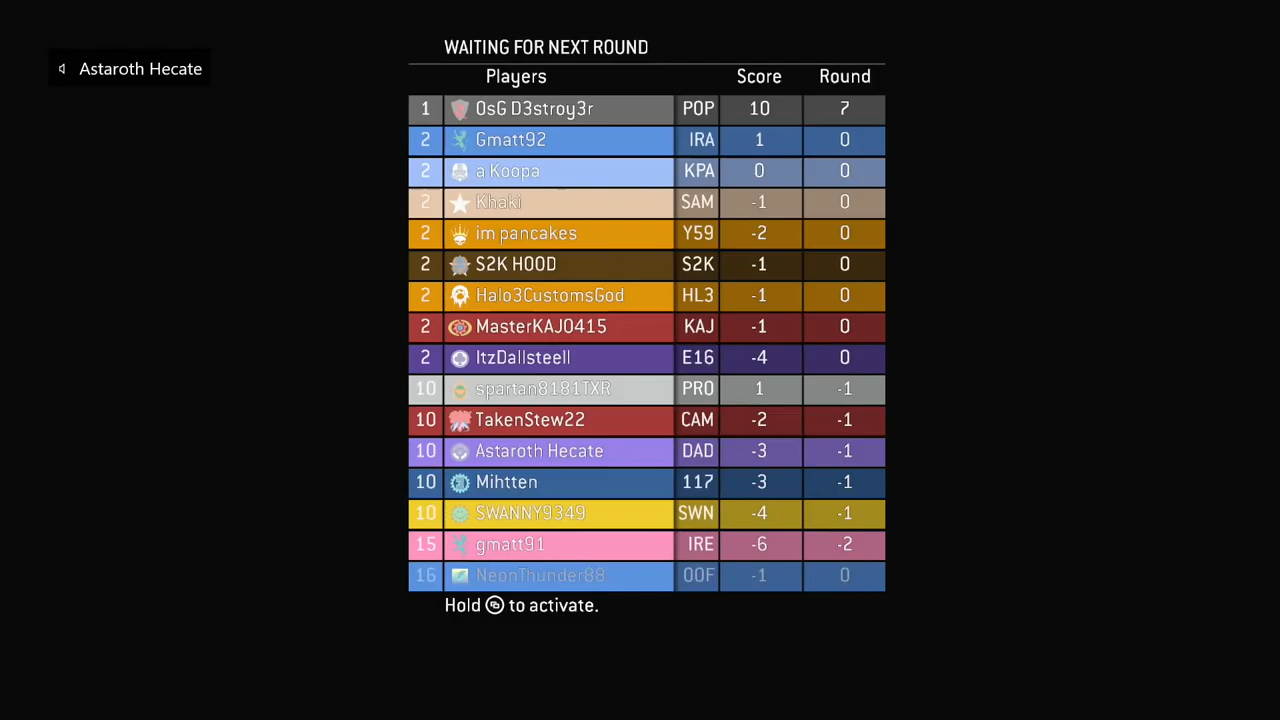 WAITING FOR NEXT ROUND
Astaroth Hecate
Players Score Round
1 OsG D3stroy3r POP 10 7
2 Gmatt92 IRA 1 0
2 a Koopa KPA 0 0
2 Khaki SAM -1 0
2 im pancakes Y59 -2 0
2 S2K HOOD S2K -1 0
2 Halo3CustomsGod HL3 -1 0
2 MasterKAJ0415 KAJ -1 0
2 ItzDallsteell E16 -4 0
10 spartan8181TXR PRO 1 -1
10 TakenStew22 CAM -2 -1
10 Astaroth Hecate DAD -3 -1
10 Mihtten 117 -3 -1
10 SWANNY9349 SWN -4 -1
15 gmatt91 IRE -6 -2
16 NeonThunder88 OOF -1 0
Hold to activate.